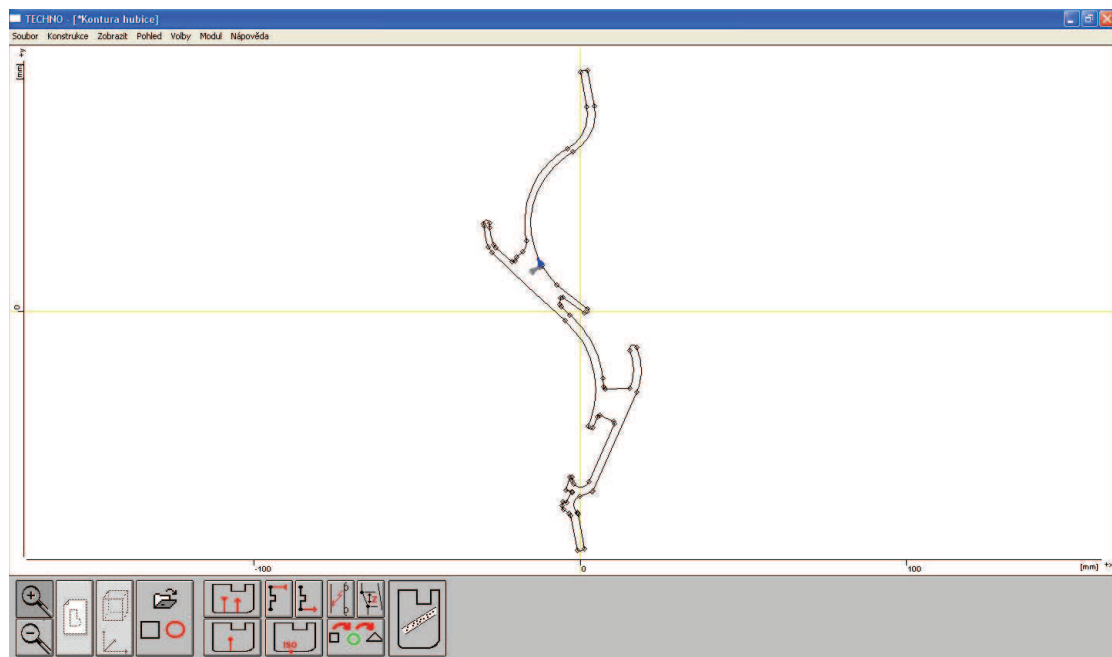 TECHNO - [*Kontura hubice]
Soubor Konstrukce Zobrazit Pohled Volby Modul Nápověda
[mm] +y
0
-100 0 100 [mm] +x
ISO